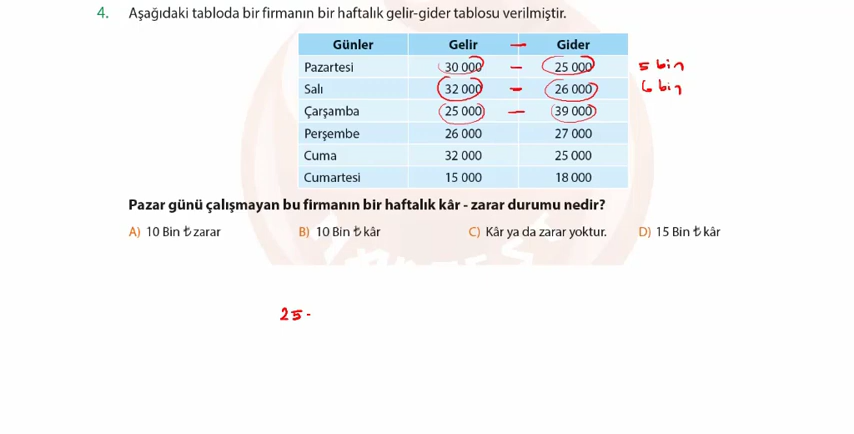 4. Aşağıdaki tabloda bir firmanın bir haftalık gelir-gider tablosu verilmiştir.
Günler Gelir — Gider
Pazartesi 30 000 – 25 000 5 bin
Salı 32 000 – 26 000 6 bin
Çarşamba 25 000 — 39 000
Perşembe 26 000 27 000
Cuma 32 000 25 000
Cumartesi 15 000 18 000
Pazar günü çalışmayan bu firmanın bir haftalık kâr - zarar durumu nedir?
A) 10 Bin ₺ zarar B) 10 Bin ₺ kâr C) Kâr ya da zarar yoktur. D) 15 Bin ₺ kâr
25 -